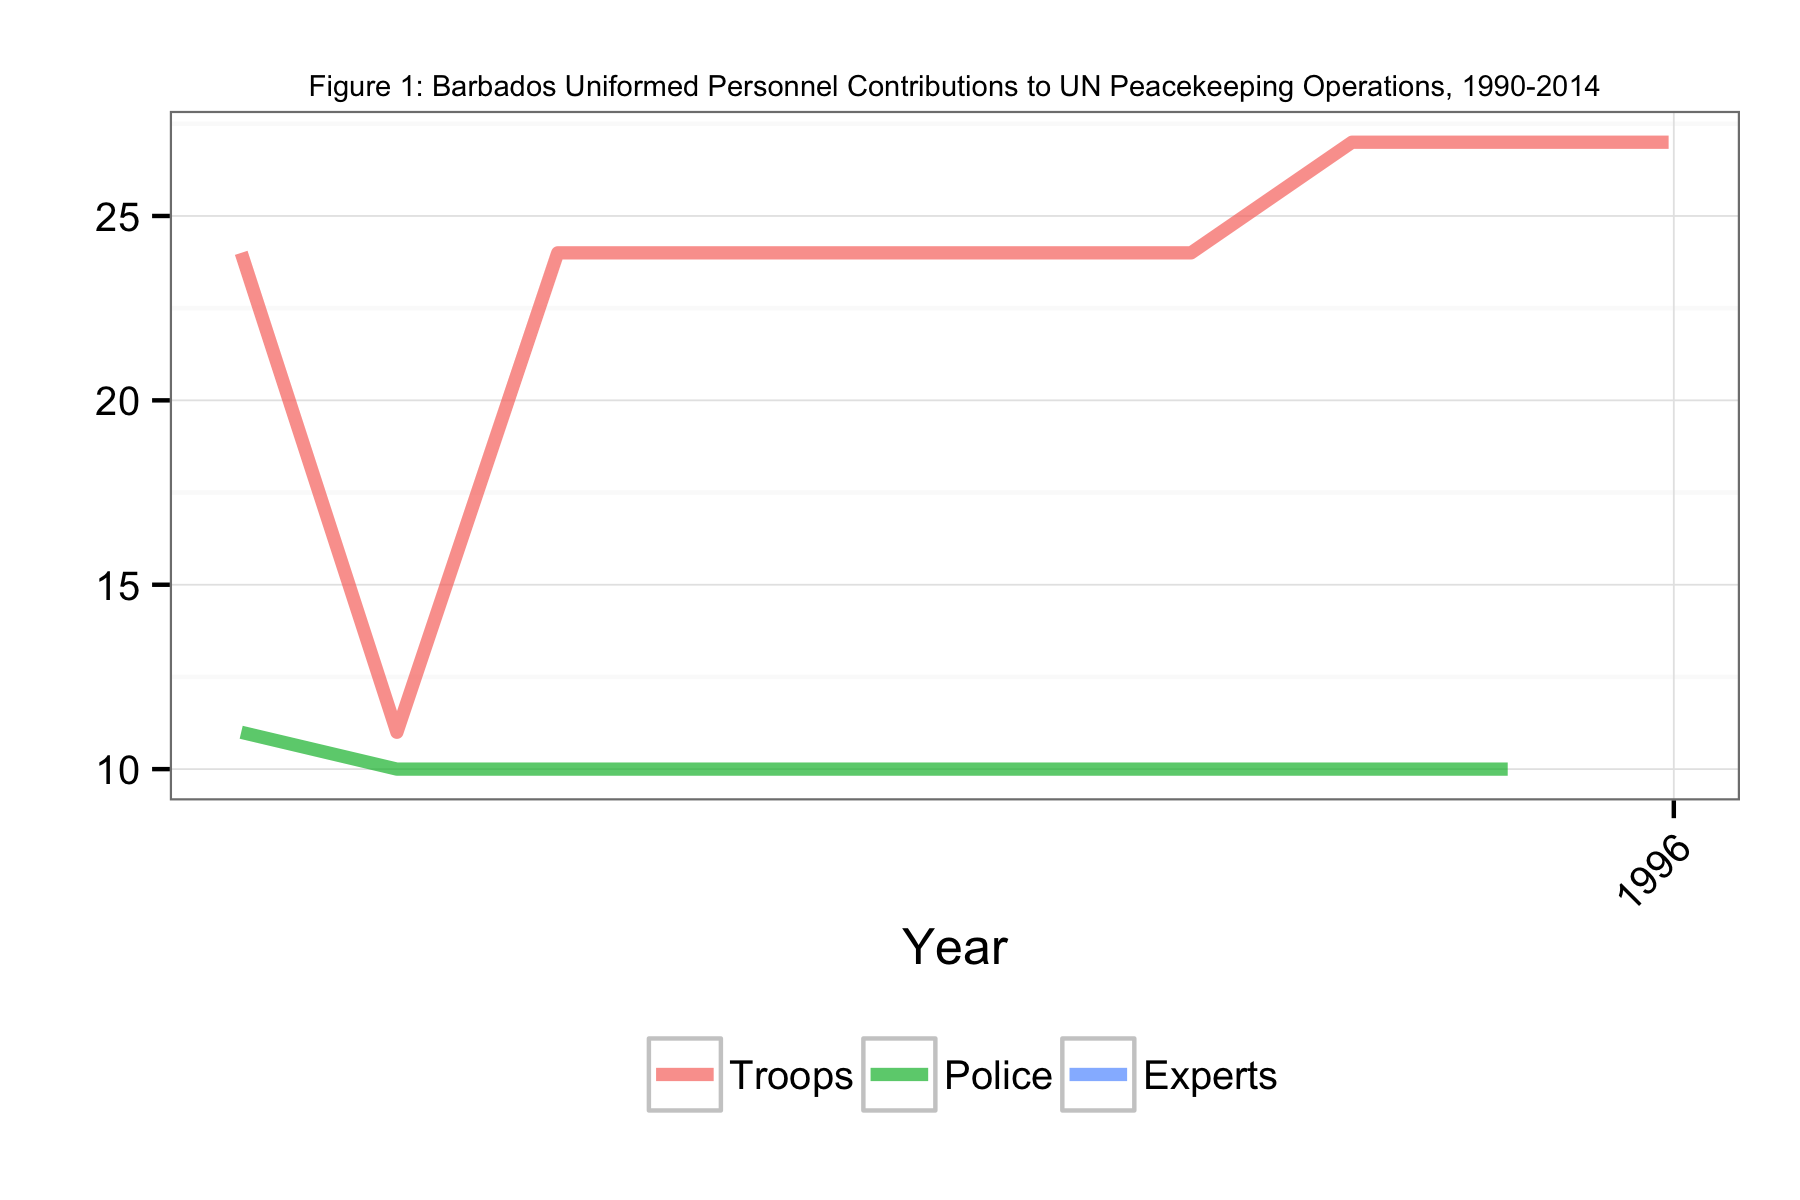 Figure 1: Barbados Uniformed Personnel Contributions to UN Peacekeeping Operations, 1990-2014
25
20
15
10
1996
Year
Troops Police Experts